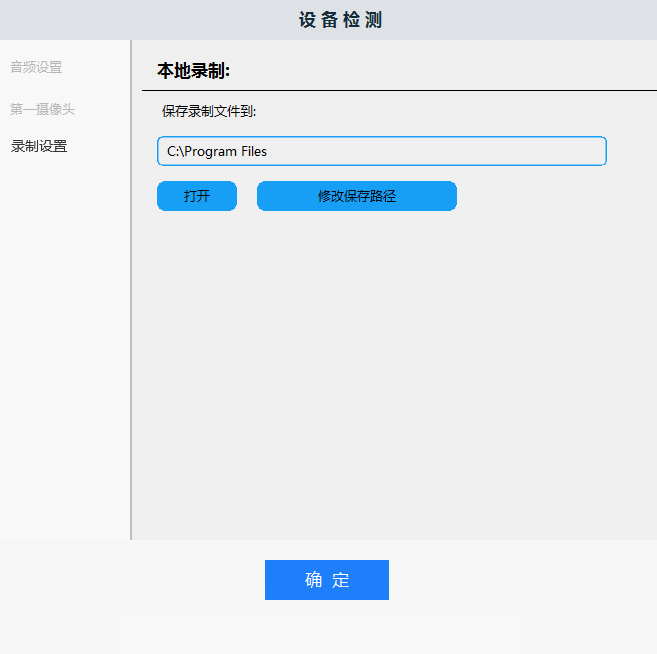 设备检测
音频设置
第一摄像头
录制设置
本地录制:
保存录制文件到:
C:\Program Files
打开
修改保存路径
确 定